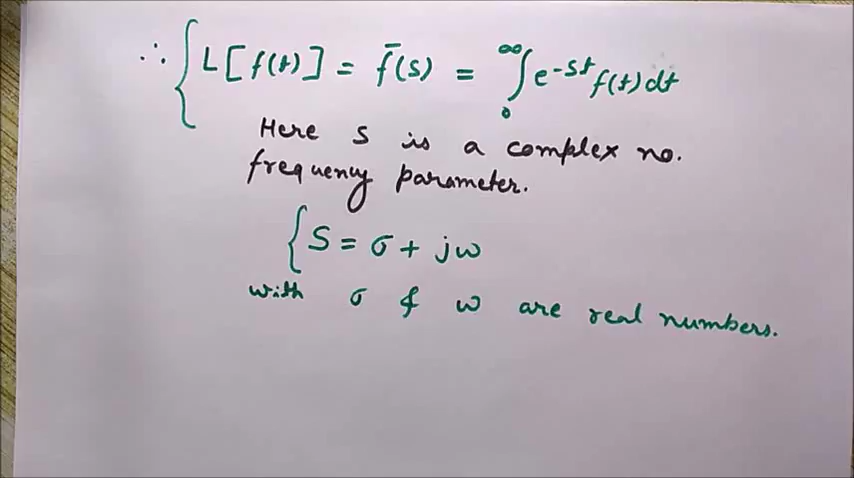 ∴ { L[f(t)] = f̄(s) = ∫₀^∞ e^{-st} f(t) dt
Here s is a complex no.
frequency parameter.
{ S = σ + jω
with σ & ω are real numbers.